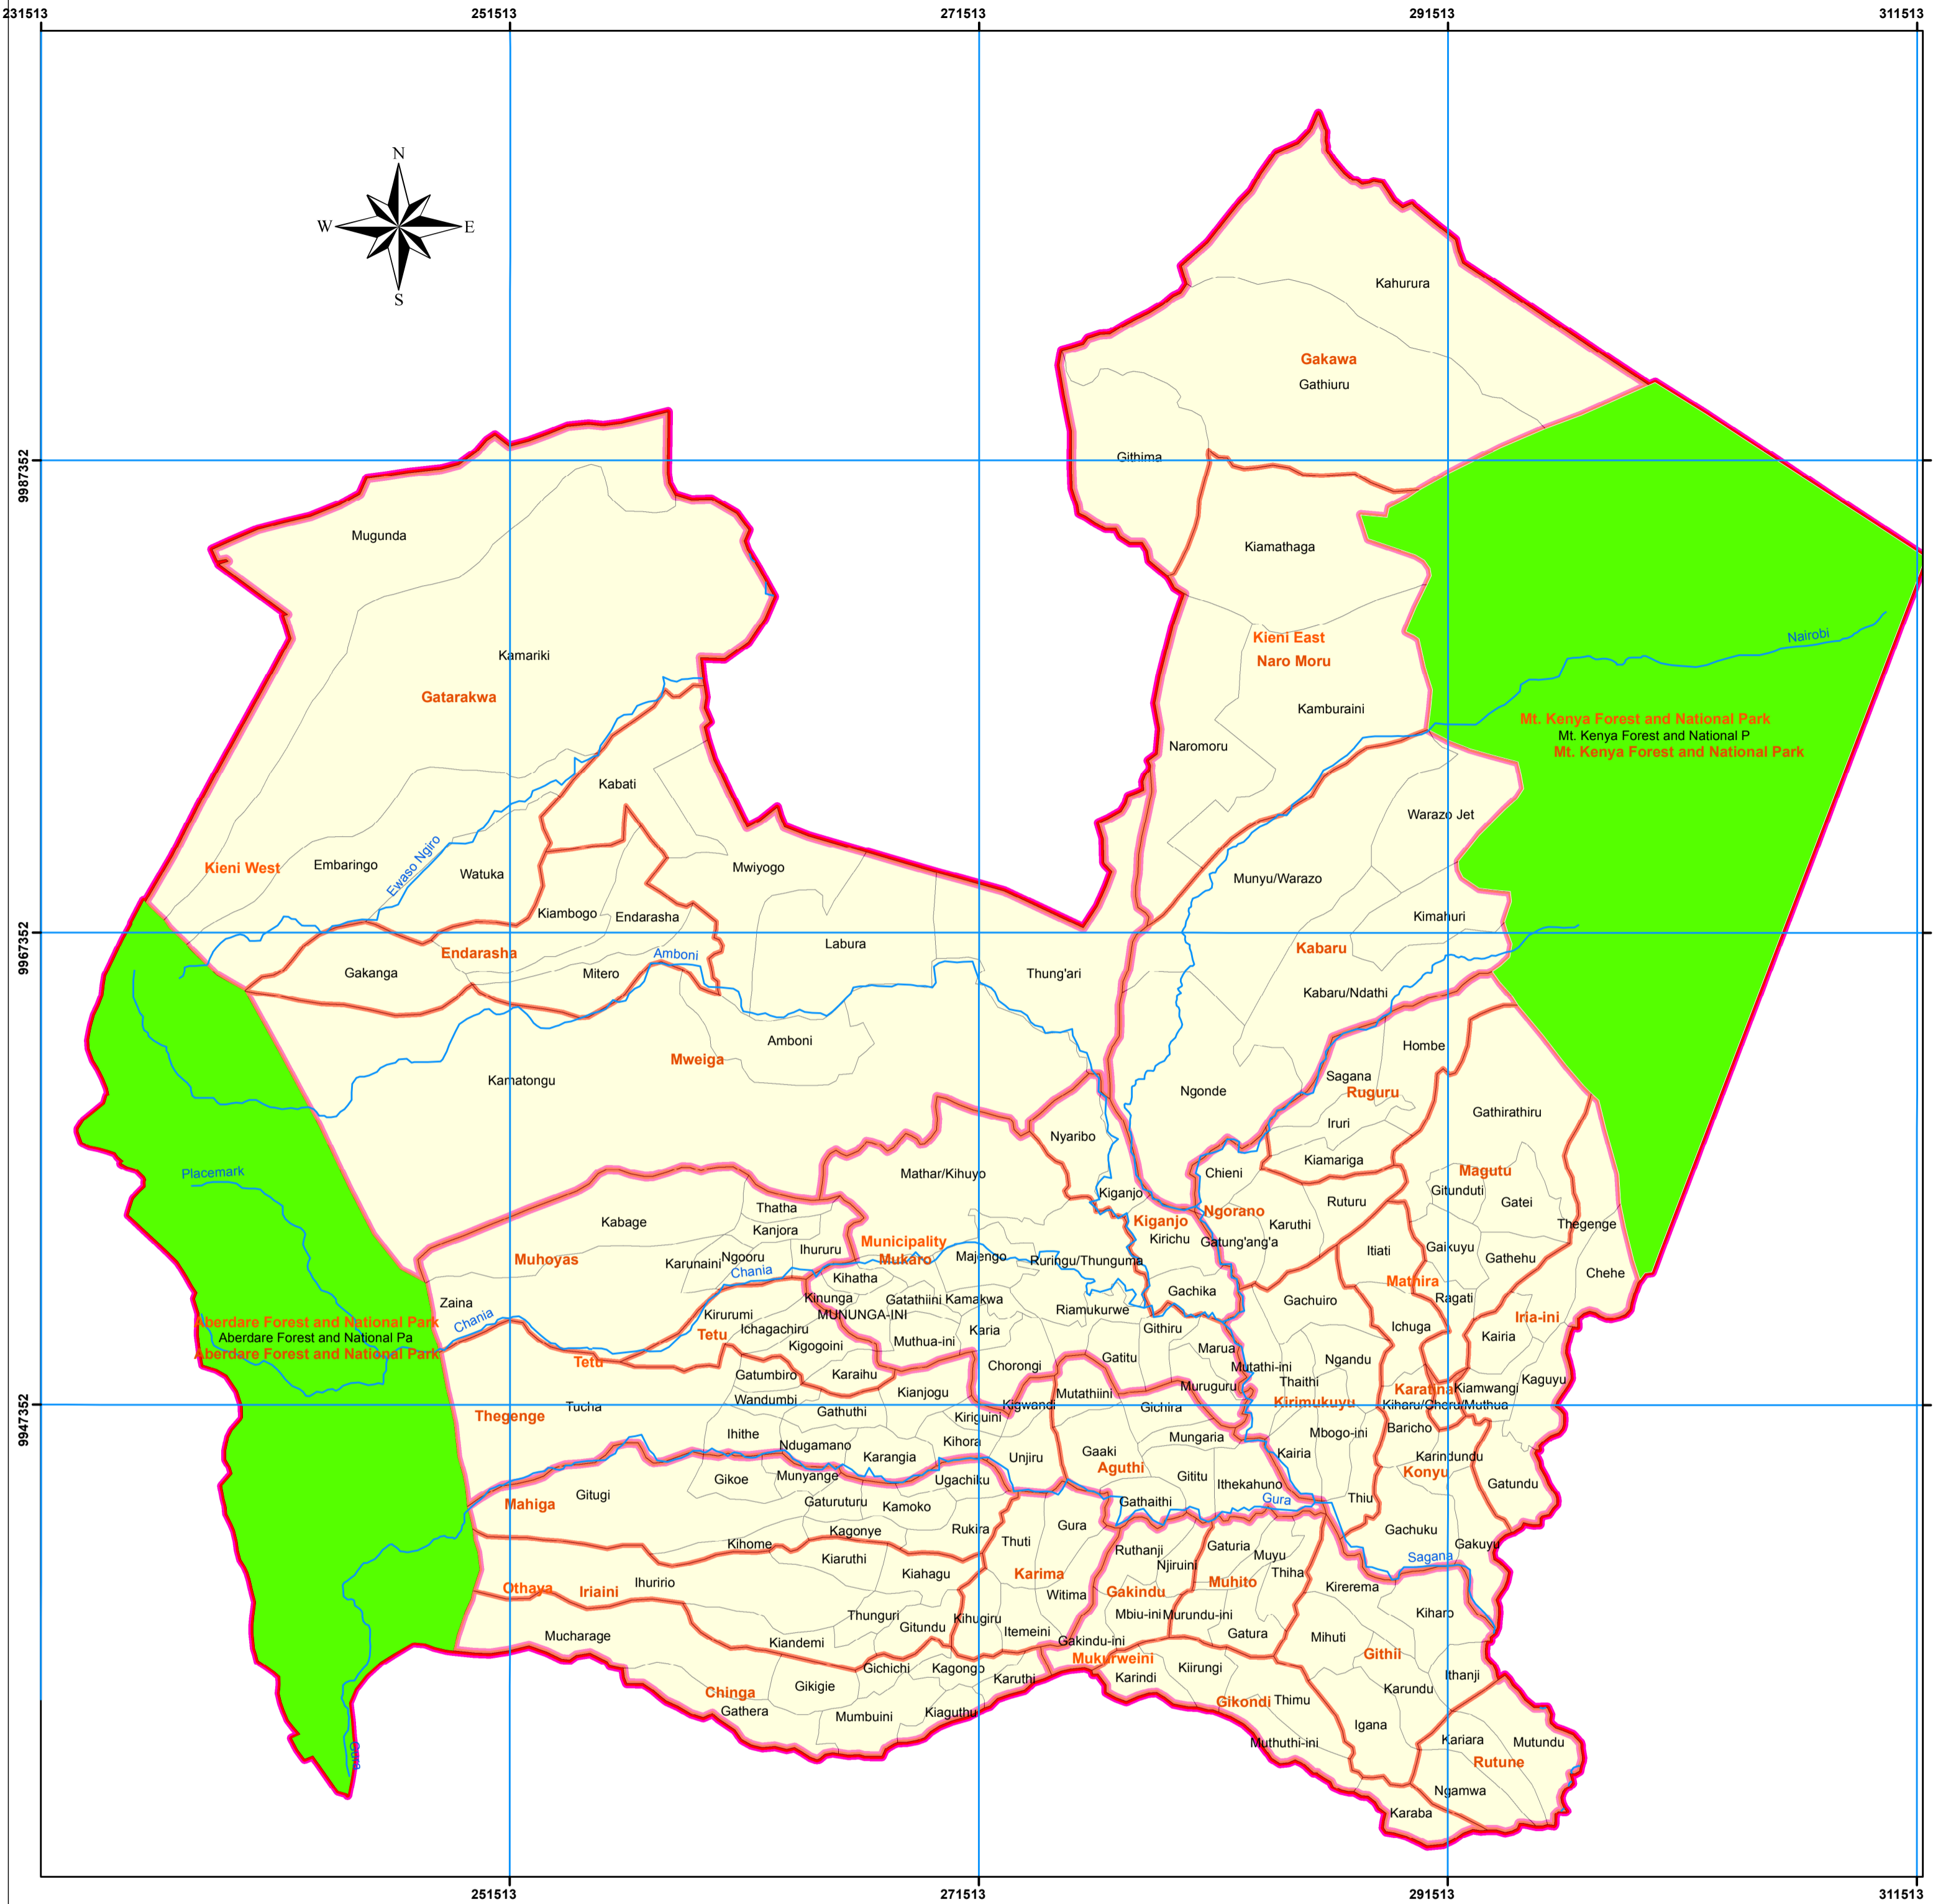 231513 251513 271513 291513 311513
N
W E
S
Kahurura
Gakawa
Gathiuru
Githima
9987352
Mugunda
Kiamathaga
Kamariki
Kieni East
Naro Moru
Nairobi
Gatarakwa
Kamburaini
Mt. Kenya Forest and National Park
Mt. Kenya Forest and National P
Mt. Kenya Forest and National Park
Naromoru
Kabati
Warazo Jet
Kieni West
Embaringo
Ewaso Ngiro
Watuka
Mwiyogo
Munyu/Warazo
Kiambogo
Endarasha
Kimahuri
9967352
Endarasha
Amboni
Labura
Kabaru
Gakanga
Mitero
Thung'ari
Kabaru/Ndathi
Amboni
Mweiga
Hombe
Kamatongu
Sagana
Ruguru
Ngonde
Gathirathiru
Iruri
Nyaribo
Placemark
Mathar/Kihuyo
Chieni
Kiamariga
Magutu
Kiganjo
Gitunduti
Gatei
Thatha
Ruturu
Kabage
Kanjora
Kiganjo
Ngorano
Karuthi
Thegenge
Municipality
Kirichu
Gatung'ang'a
Ihururu
Itiati
Gaikuyu
Muhoyas
Karunaini
Ngooru
Mukaro
Majengo
Ruringu/Thunguma
Gathehu
Chania
Kihatha
Mathira
Chehe
Zaina
Kinunga
Gatathiini
Kamakwa
Gachika
Gachuiro
Ragati
Chania
Kirurumi
MUNUNGA-INI
Riamukurwe
Iria-ini
Aberdare Forest and National Park
Aberdare Forest and National Pa
Aberdare Forest and National Park
Tetu
Ichagachiru
Kigogoini
Muthua-ini
Karia
Githiru
Ichuga
Kairia
Tetu
Marua
Chorongi
Gatitu
Mutathi-ini
Ngandu
Gatumbiro
Karaihu
Thaithi
Kaguyu
Wandumbi
Kianjogu
Mutathiini
Muruguru
Karatina
Kiamwangi
9947352
Thegenge
Tucha
Gathuthi
Kiriguini
Kigwandi
Gichira
Kirimukuyu
Kiharu/Cheru/Muthua
Ihithe
Ndugamano
Kihora
Mungaria
Mbogo-ini
Baricho
Karangia
Unjiru
Gaaki
Kairia
Karindundu
Gikoe
Munyange
Ugachiku
Aguthi
Gititu
Ithekahuno
Konyu
Gatundu
Mahiga
Gitugi
Gaturuturu
Kamoko
Gathaithi
Gura
Thiu
Kagonye
Rukira
Gura
Gachuku
Kihome
Thuti
Ruthanji
Gaturia
Gakuyu
Kiaruthi
Njiruini
Muyu
Sagana
Kiahagu
Karima
Thiha
Othaya
Iriaini
Ihuririo
Witima
Gakindu
Muhito
Kirerema
Thunguri
Kihugiru
Mbiu-ini
Murundu-ini
Kiharo
Mucharage
Kiandemi
Gitundu
Itemeini
Gakindu-ini
Gatura
Mihuti
Gichichi
Kagongo
Mukurweini
Githii
Karuthi
Karindi
Kiirungi
Ithanji
Chinga
Gikigie
Gikondi
Thimu
Karundu
Gathera
Mumbuini
Kiaguthu
Igana
Muthuthi-ini
Kariara
Mutundu
Gura
Rutune
Ngamwa
Karaba
251513 271513 291513 311513